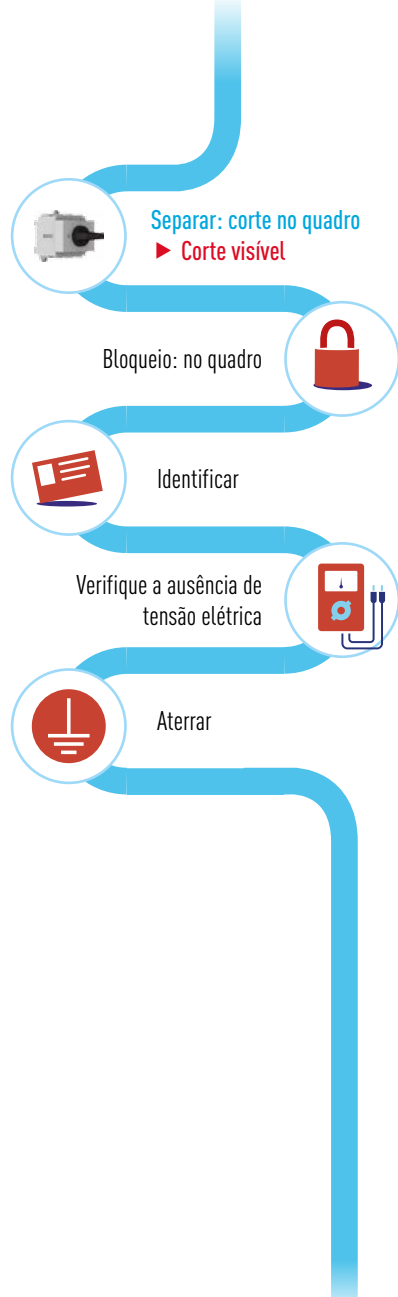 Separar: corte no quadro
▶ Corte visível
Bloqueio: no quadro
Identificar
Verifique a ausência de
tensão elétrica
Aterrar